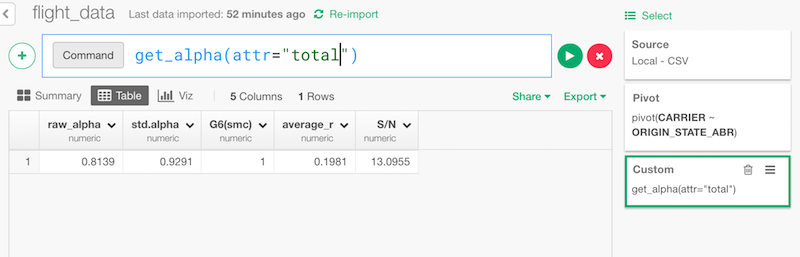 flight_data Last data imported: 52 minutes ago Re-import
Select
Command get_alpha(attr="total")
Source
Local - CSV
Summary Table Viz 5 Columns 1 Rows Share Export
Pivot
pivot(CARRIER ~
ORIGIN_STATE_ABR)
raw_alpha std.alpha G6(smc) average_r S/N
numeric numeric numeric numeric numeric
1 0.8139 0.9291 1 0.1981 13.0955
Custom
get_alpha(attr="total")